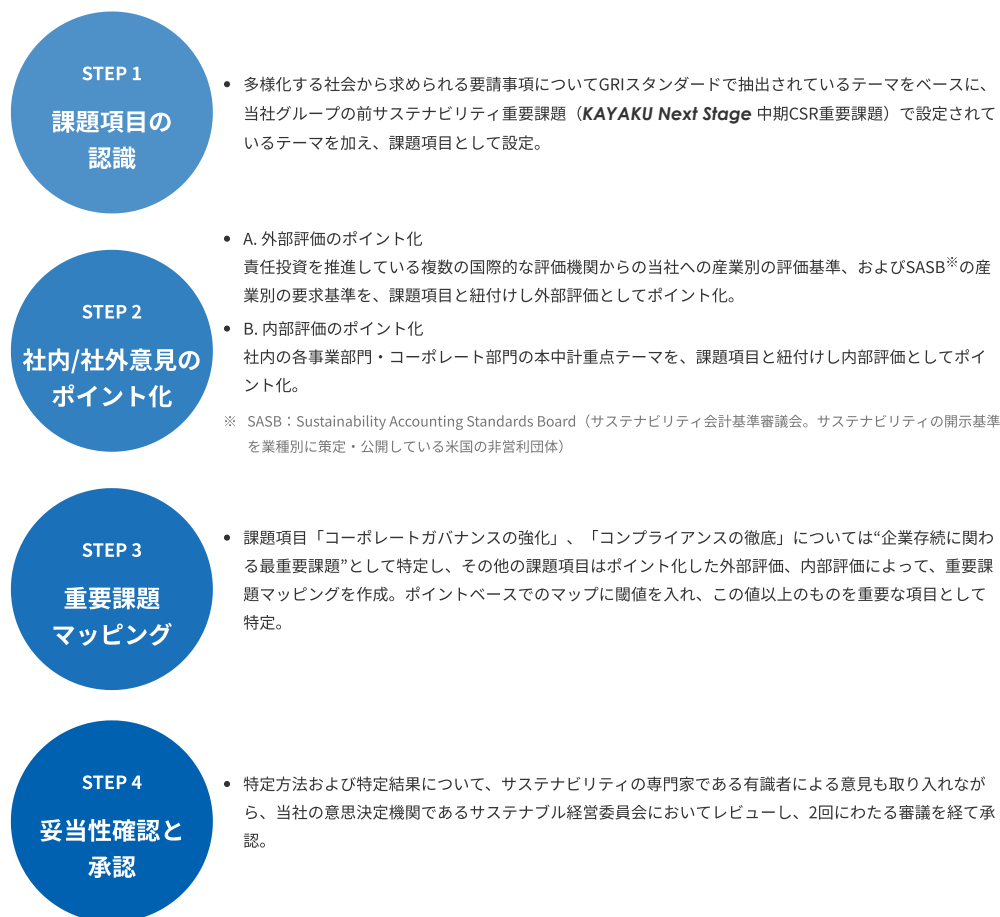 STEP 1
課題項目の
認識
• 多様化する社会から求められる要請事項についてGRIスタンダードで抽出されているテーマをベースに、
当社グループの前サステナビリティ重要課題（KAYAKU Next Stage 中期CSR重要課題）で設定されて
いるテーマを加え、課題項目として設定。
STEP 2
社内/社外意見の
ポイント化
• A. 外部評価のポイント化
責任投資を推進している複数の国際的な評価機関からの当社への産業別の評価基準、およびSASB※の産
業別の要求基準を、課題項目と紐付けし外部評価としてポイント化。
• B. 内部評価のポイント化
社内の各事業部門・コーポレート部門の本中計重点テーマを、課題項目と紐付けし内部評価としてポイ
ント化。
※ SASB：Sustainability Accounting Standards Board（サステナビリティ会計基準審議会。サステナビリティの開示基準
を業種別に策定・公開している米国の非営利団体）
STEP 3
重要課題
マッピング
• 課題項目「コーポレートガバナンスの強化」、「コンプライアンスの徹底」については“企業存続に関わ
る最重要課題”として特定し、その他の課題項目はポイント化した外部評価、内部評価によって、重要課
題マッピングを作成。ポイントベースでのマップに閾値を入れ、この値以上のものを重要な項目として
特定。
STEP 4
妥当性確認と
承認
• 特定方法および特定結果について、サステナビリティの専門家である有識者による意見も取り入れなが
ら、当社の意思決定機関であるサステナブル経営委員会においてレビューし、2回にわたる審議を経て承
認。